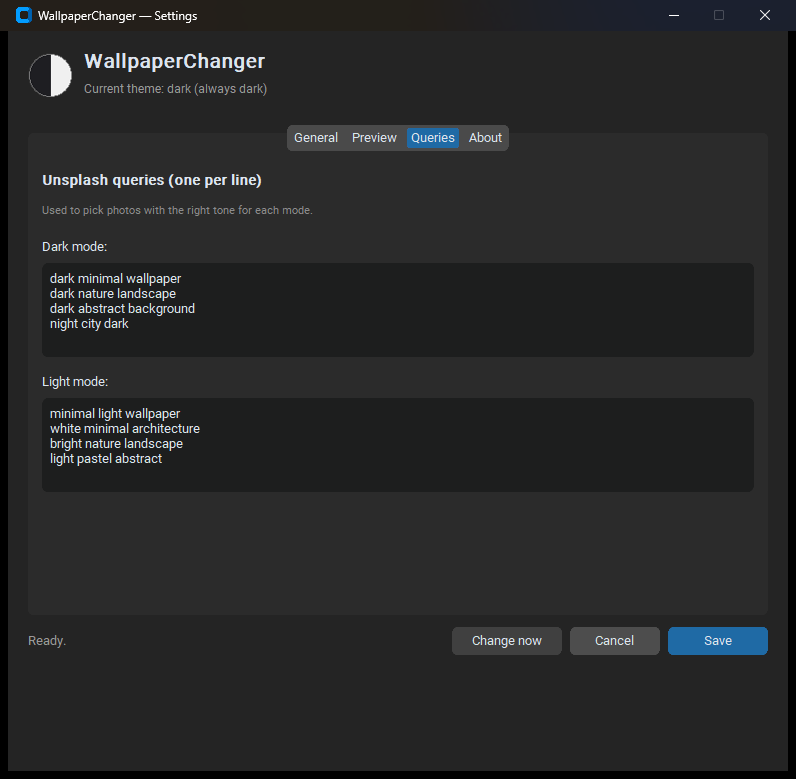 WallpaperChanger — Settings
WallpaperChanger
Current theme: dark (always dark)
General Preview Queries About
Unsplash queries (one per line)
Used to pick photos with the right tone for each mode.
Dark mode:
dark minimal wallpaper
dark nature landscape
dark abstract background
night city dark
Light mode:
minimal light wallpaper
white minimal architecture
bright nature landscape
light pastel abstract
Ready. Change now Cancel Save